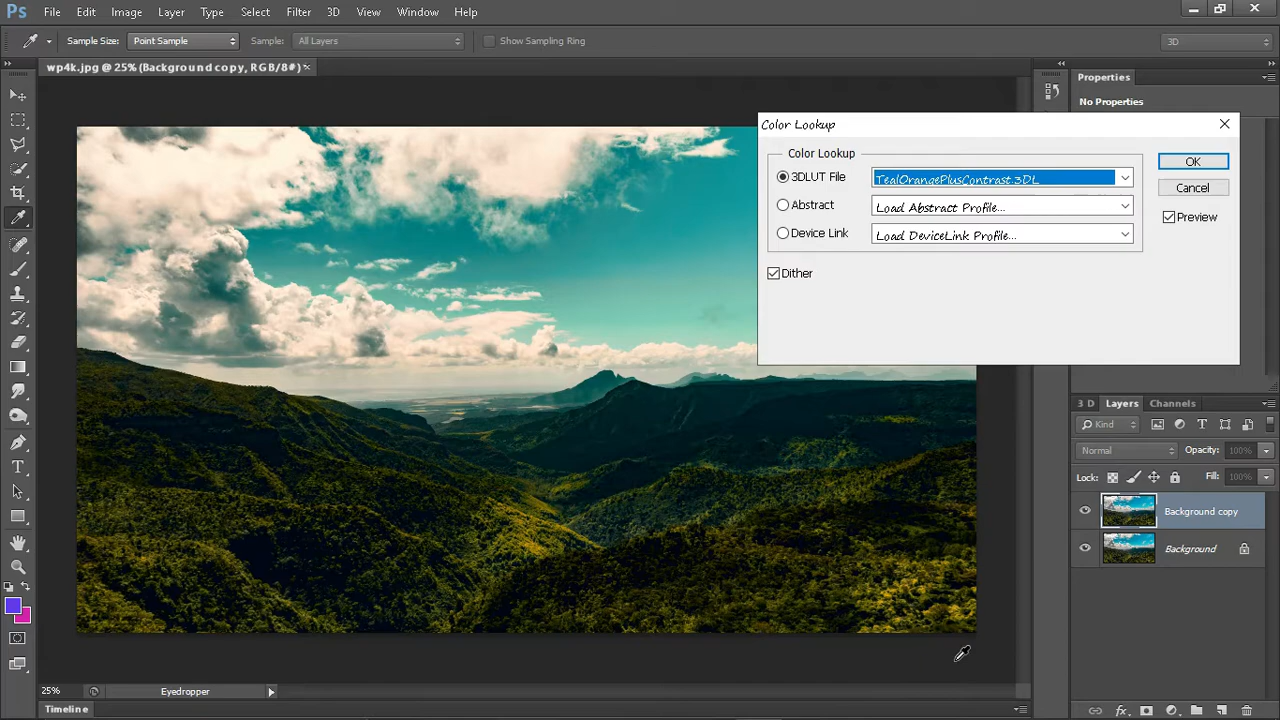 Ps File Edit Image Layer Type Select Filter 3D View Window Help
Sample Size: Point Sample Sample: All Layers Show Sampling Ring 3D
wp4k.jpg @ 25% (Background copy, RGB/8#) * ×
Properties
No Properties
Color Lookup
Color Lookup
3DLUT File TealOrangePlusContrast.3DL
Abstract Load Abstract Profile...
Device Link Load DeviceLink Profile...
Dither
OK
Cancel
Preview
3D Layers Channels
Kind
Normal Opacity: 100%
Lock: Fill: 100%
Background copy
Background
25% Eyedropper
Timeline